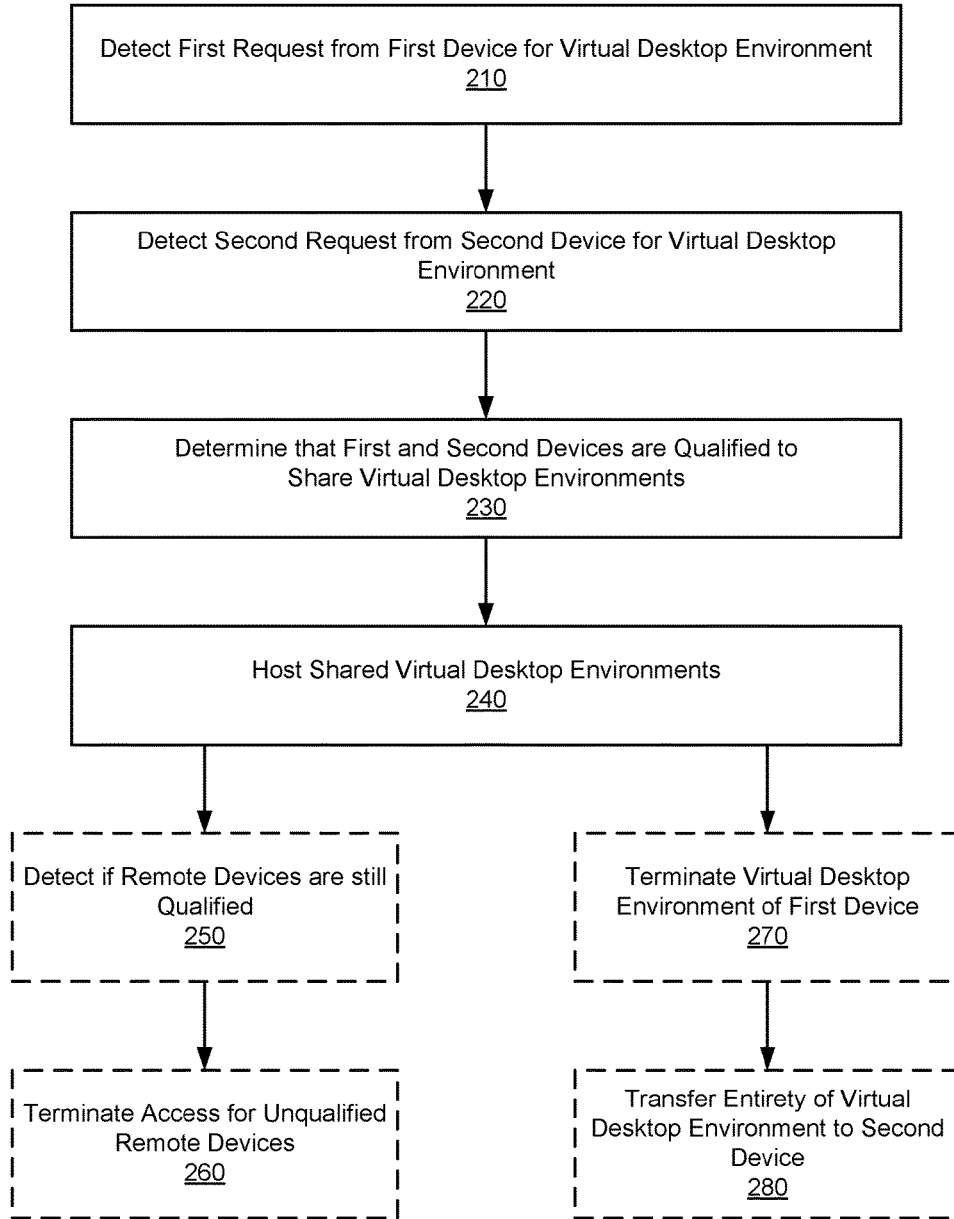 Detect First Request from First Device for Virtual Desktop Environment
210
Detect Second Request from Second Device for Virtual Desktop
Environment
220
Determine that First and Second Devices are Qualified to
Share Virtual Desktop Environments
230
Host Shared Virtual Desktop Environments
240
Detect if Remote Devices are still
Qualified
250
Terminate Access for Unqualified
Remote Devices
260
Terminate Virtual Desktop
Environment of First Device
270
Transfer Entirety of Virtual
Desktop Environment to Second
Device
280